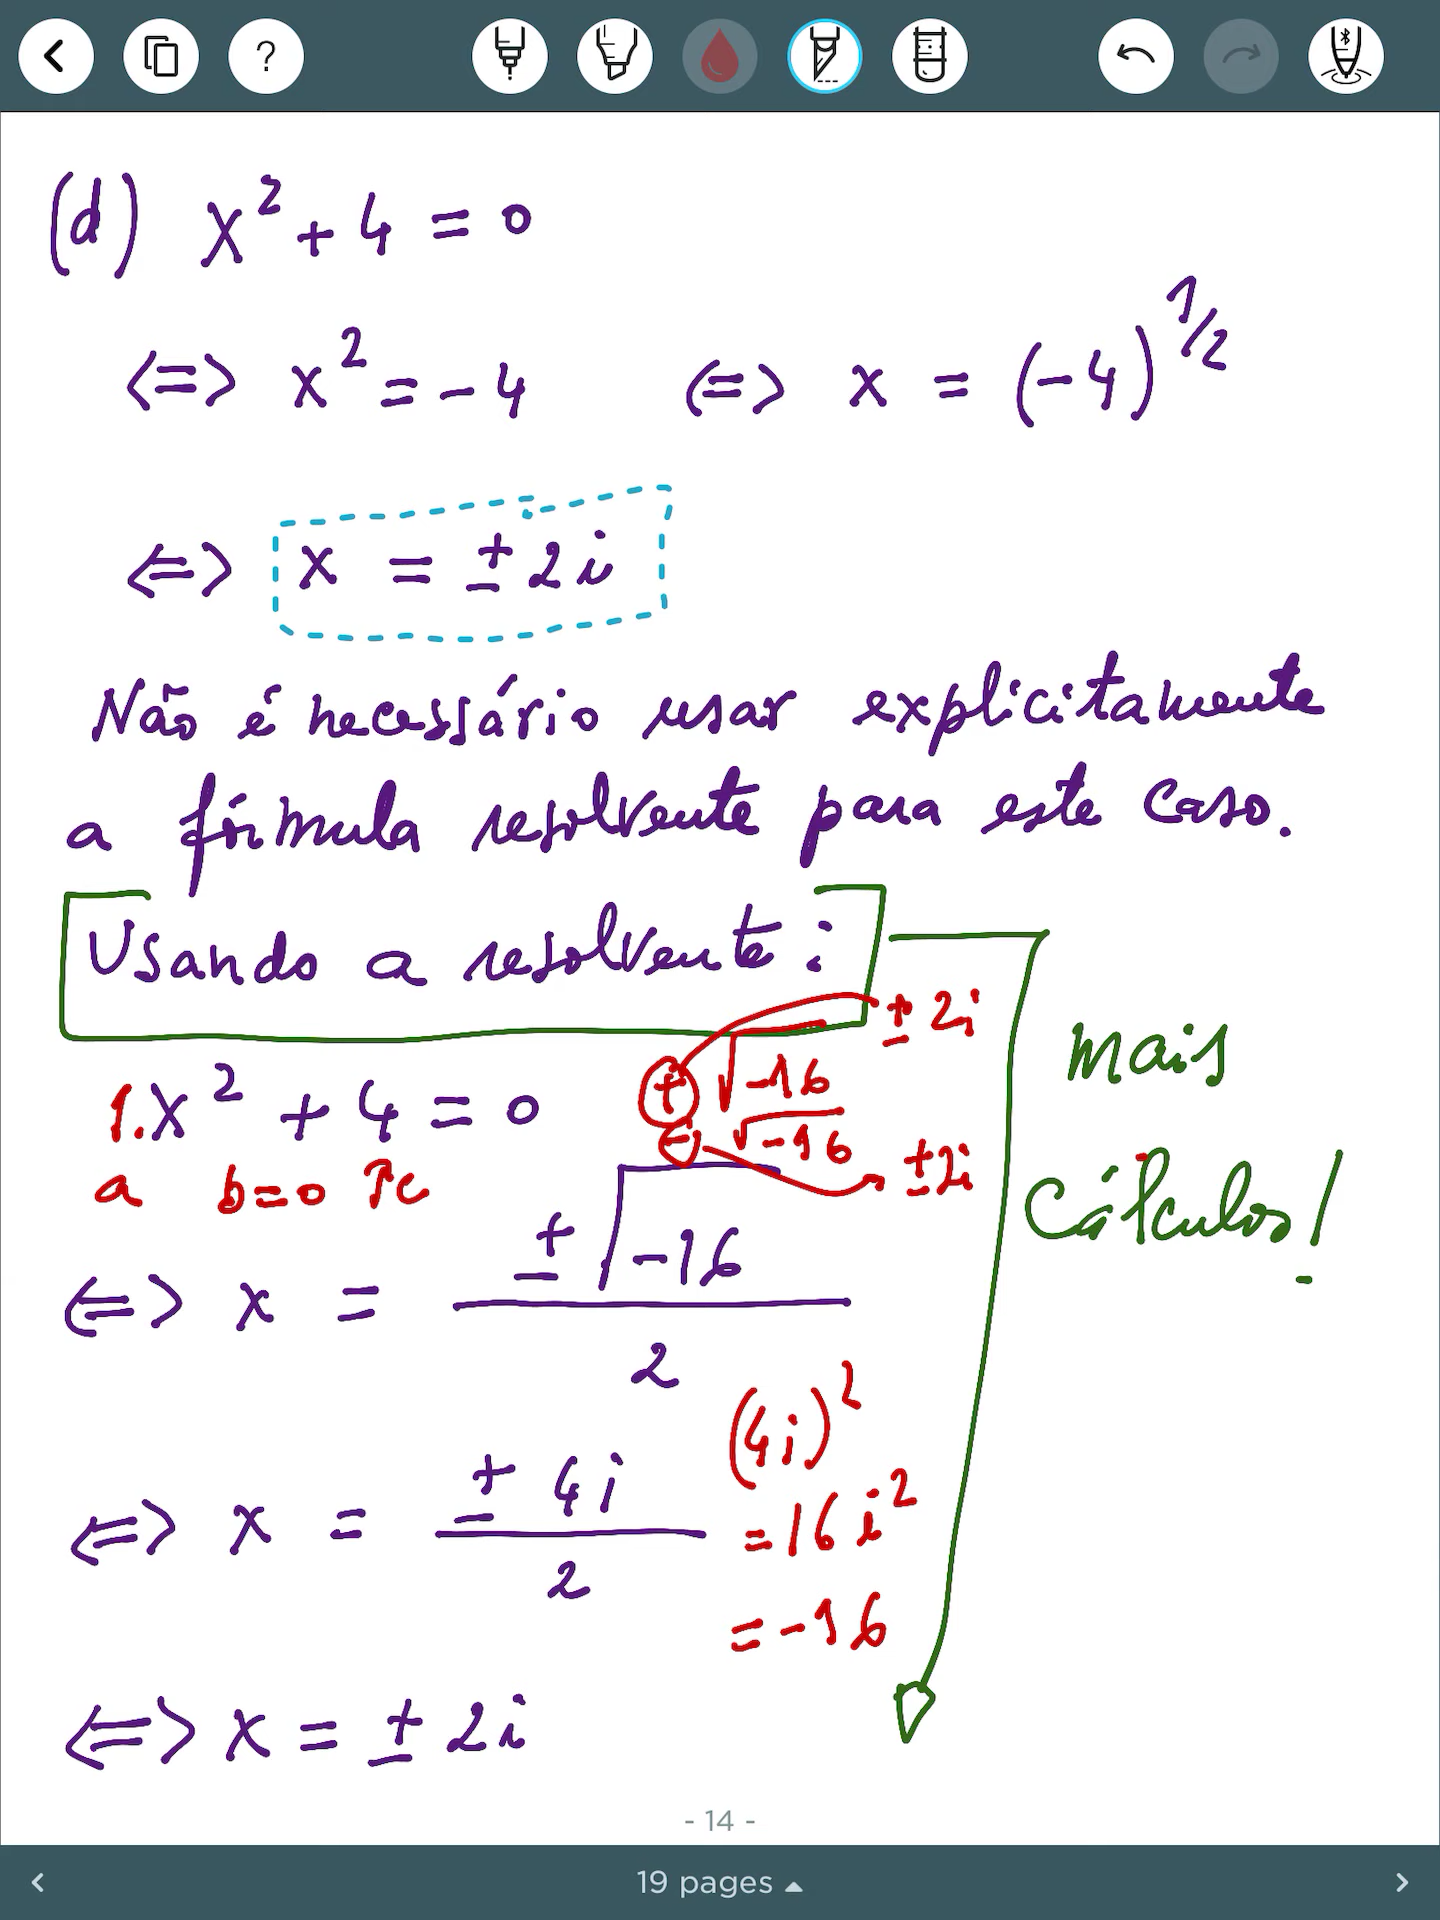 ?
(d) x² + 4 = 0
<=> x² = -4 <=> x = (-4)^1/2
<=> x = ± 2i
Não é necessário usar explicitamente
a fórmula resolvente para este caso.
Usando a resolvente:
± 2i
+ √-16
mais
1.x² + 4 = 0
- √-16
± 2i
a b=0 ↑c
cálculos!
<=> x = ± √-16 / 2
(4i)²
<=> x = ± 4i / 2
= 16 i²
= -16
<=> x = ± 2i
- 14 -
19 pages